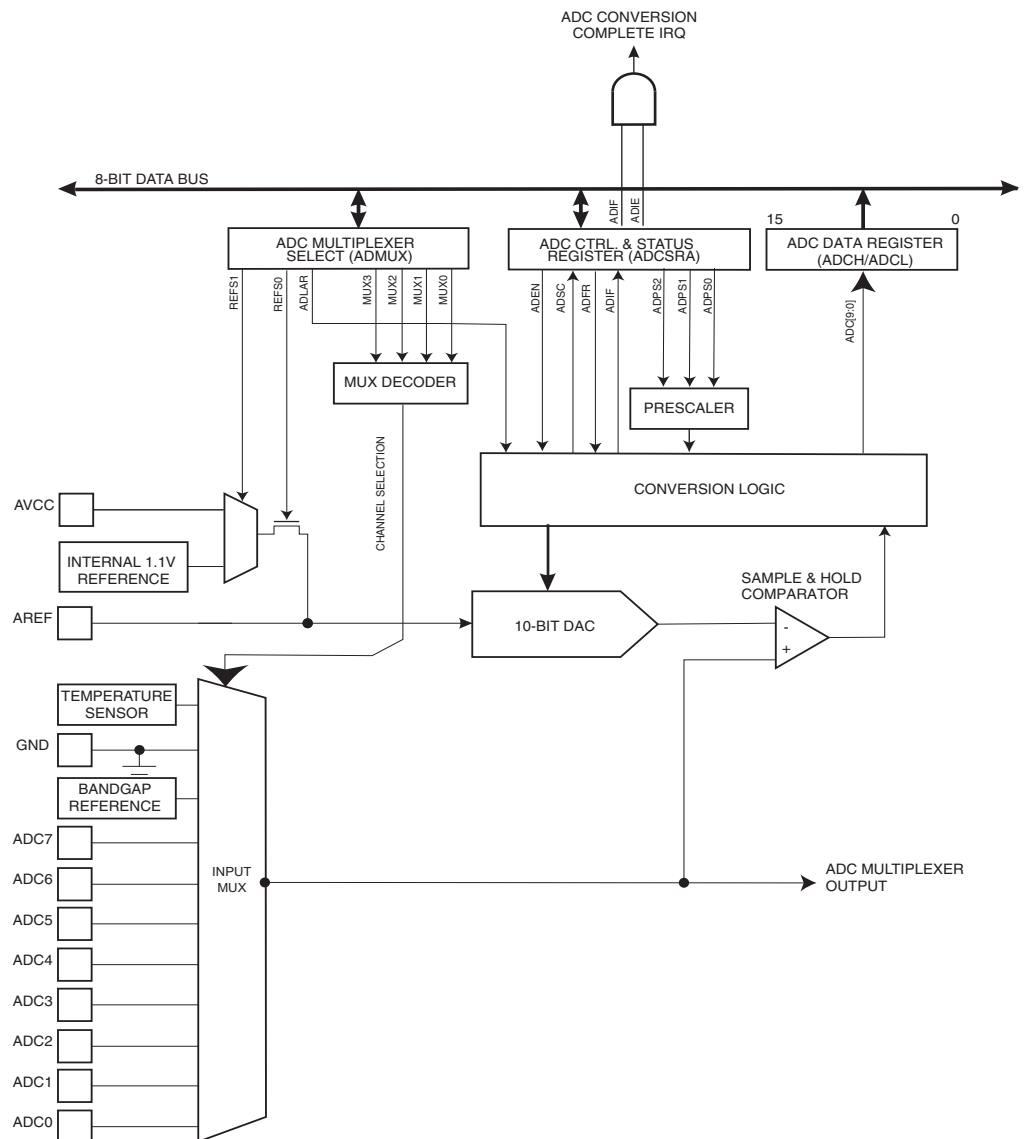 ADC CONVERSION
COMPLETE IRQ
8-BIT DATA BUS
ADIF
ADIE
15
0
ADC MULTIPLEXER
SELECT (ADMUX)
ADC CTRL. & STATUS
REGISTER (ADCSRA)
ADC DATA REGISTER
(ADCH/ADCL)
REFS1
REFS0
ADLAR
MUX3
MUX2
MUX1
MUX0
ADEN
ADSC
ADFR
ADIF
ADPS2
ADPS1
ADPS0
ADC[9:0]
MUX DECODER
PRESCALER
CHANNEL SELECTION
CONVERSION LOGIC
AVCC
INTERNAL 1.1V
REFERENCE
SAMPLE & HOLD
COMPARATOR
AREF
10-BIT DAC
-
+
TEMPERATURE
SENSOR
GND
BANDGAP
REFERENCE
ADC7
ADC6
INPUT
MUX
ADC MULTIPLEXER
OUTPUT
ADC5
ADC4
ADC3
ADC2
ADC1
ADC0